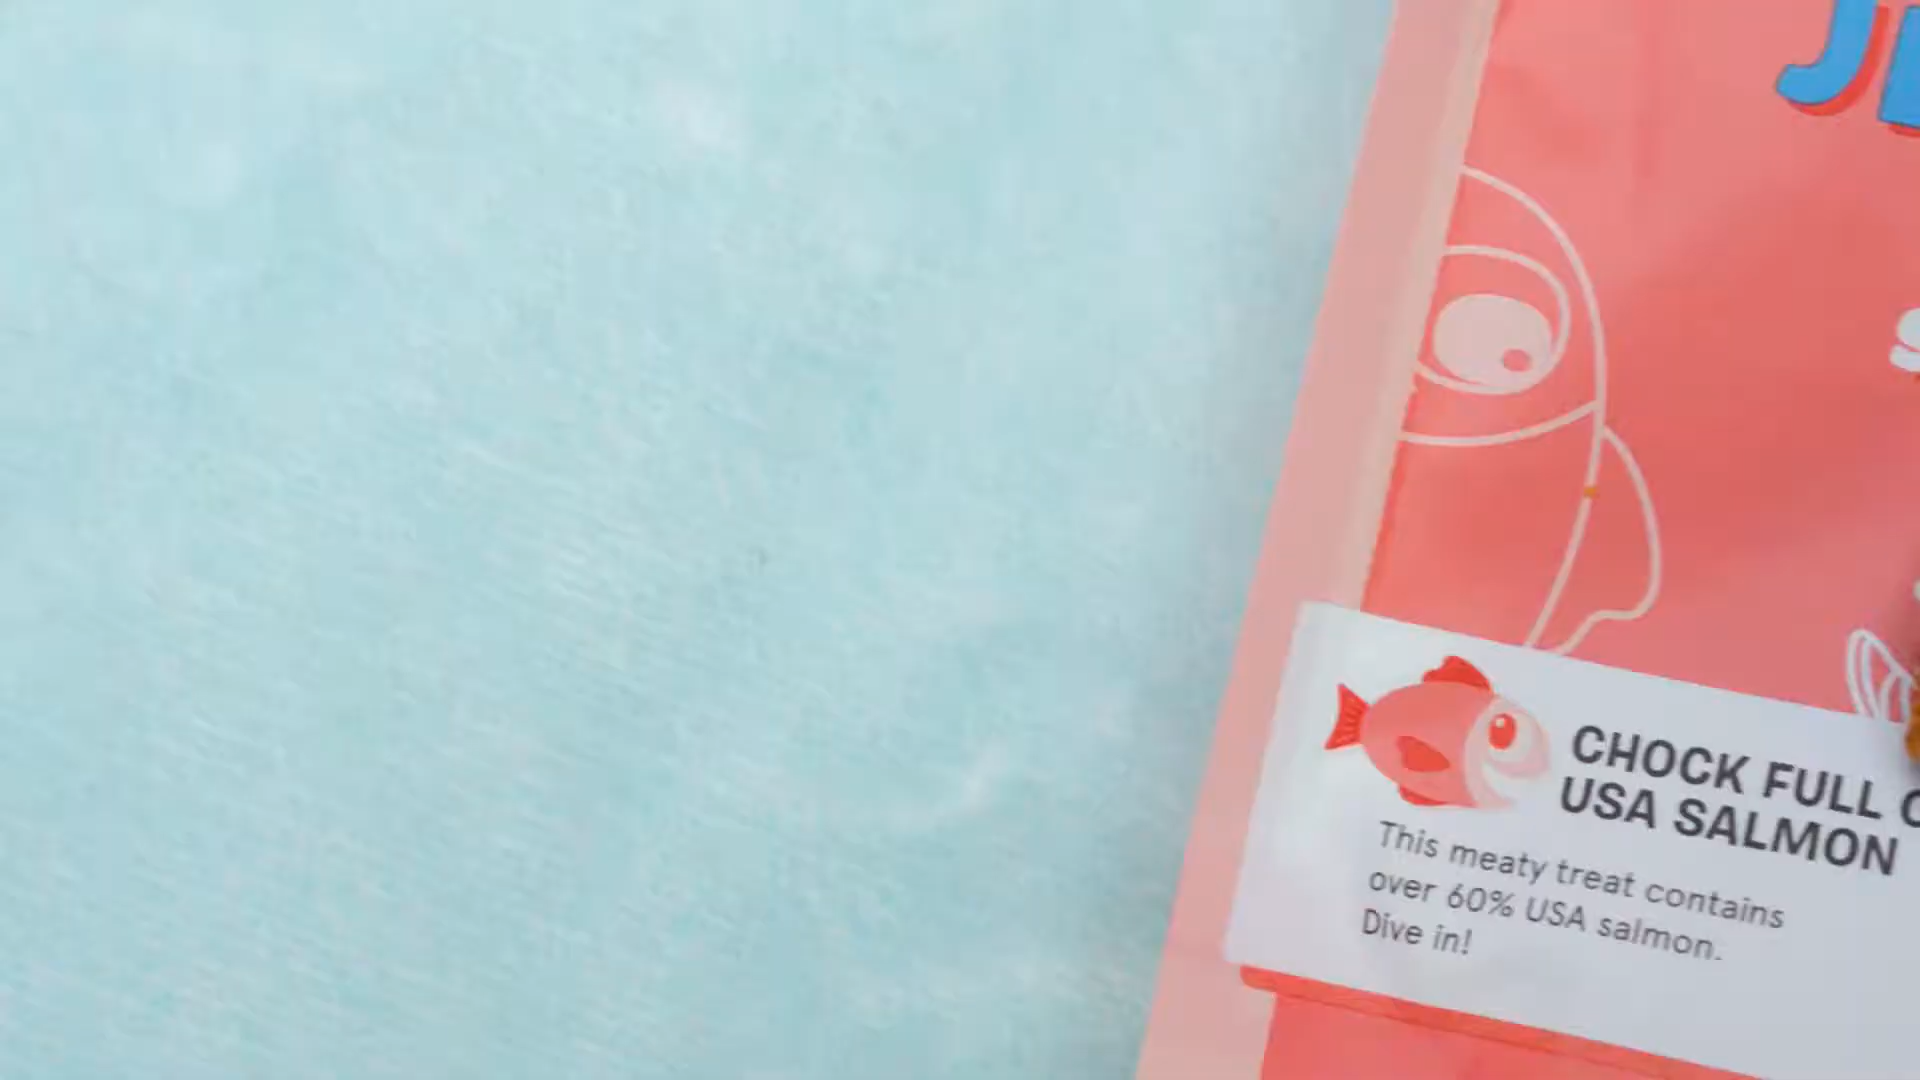 CHOCK FULL
USA SALMON
This meaty treat contains
over 60% USA salmon.
Dive in!